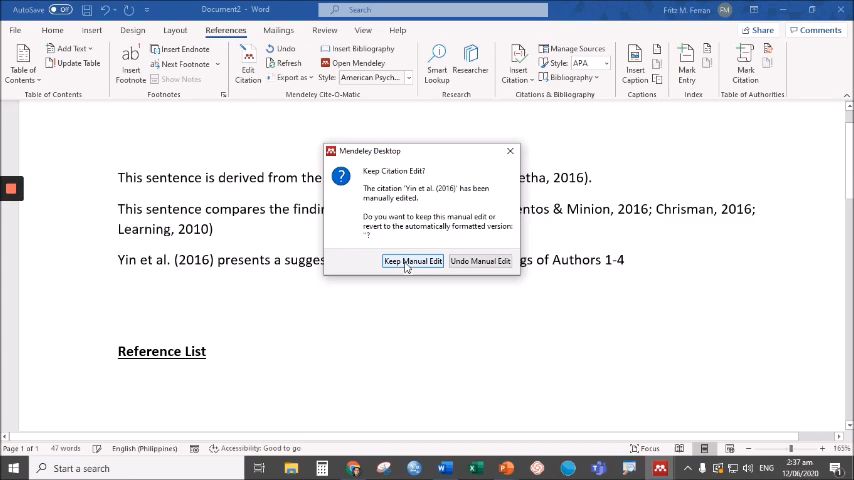 AutoSave Off
Document2 - Word
Search
Fritz M. Ferran
FM
File Home Insert Design Layout References Mailings Review View Help
Share Comments
Table of Contents
Add Text
Update Table
Table of Contents
ab
Insert Footnote
Insert Endnote
Next Footnote
Show Notes
Footnotes
Edit Citation
Undo
Refresh
Export as
Insert Bibliography
Open Mendeley
Style: American Psych...
Mendeley Cite-O-Matic
Smart Lookup
Researcher
Research
Insert Citation
Manage Sources
Style: APA
Bibliography
Citations & Bibliography
Insert Caption
Captions
Mark Entry
Index
Mark Citation
Table of Authorities
This sentence is derived from the
etha, 2016).
This sentence compares the findin
entos & Minion, 2016; Chrisman, 2016;
Learning, 2010)
Yin et al. (2016) presents a sugges
gs of Authors 1-4
Reference List
Mendeley Desktop
Keep Citation Edit?
The citation 'Yin et al. (2016)' has been
manually edited.
Do you want to keep this manual edit or
revert to the automatically formatted version:
''?
Keep Manual Edit
Undo Manual Edit
Page 1 of 1 47 words English (Philippines) Accessibility: Good to go
Focus
165%
Start a search
ENG
2:37 am
12/06/2020